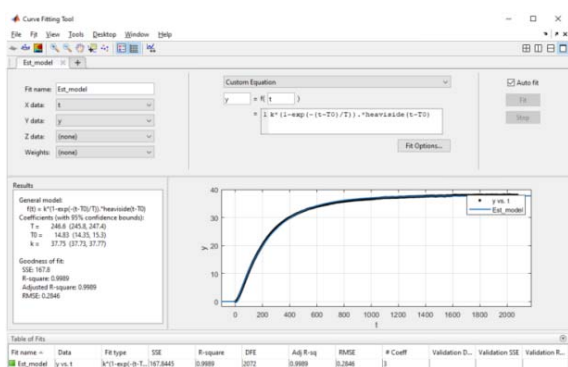 Curve Fitting Tool
File Fit View Tools Desktop Window Help
Est_model
Fit name: Est_model
X data: t
Y data: y
Z data: (none)
Weights: (none)
Custom Equation
y = f( t )
= 1 k*(1-exp(-(t-T0)/T)).*heaviside(t-T0)
Fit Options...
Auto fit
Fit
Stop
Results
General model:
f(t) = k*(1-exp(-(t-T0)/T)).*heaviside(t-T0)
Coefficients (with 95% confidence bounds):
T = 246.6 (245.8, 247.4)
T0 = 14.83 (14.35, 15.3)
k = 37.75 (37.73, 37.77)
Goodness of fit:
SSE: 167.8
R-square: 0.9989
Adjusted R-square: 0.9989
RMSE: 0.2846
40
30
20
10
0
y
0 200 400 600 800 1000 1200 1400 1600 1800 2000
t
y vs. t
Est_model
Table of Fits
Fit name Data Fit type SSE R-square DFE Adj R-sq RMSE # Coeff Validation D... Validation SSE Validation R...
Est_model y vs. t k*(1-exp(-(t-T... 167.8445 0.9989 2072 0.9989 0.2846 3